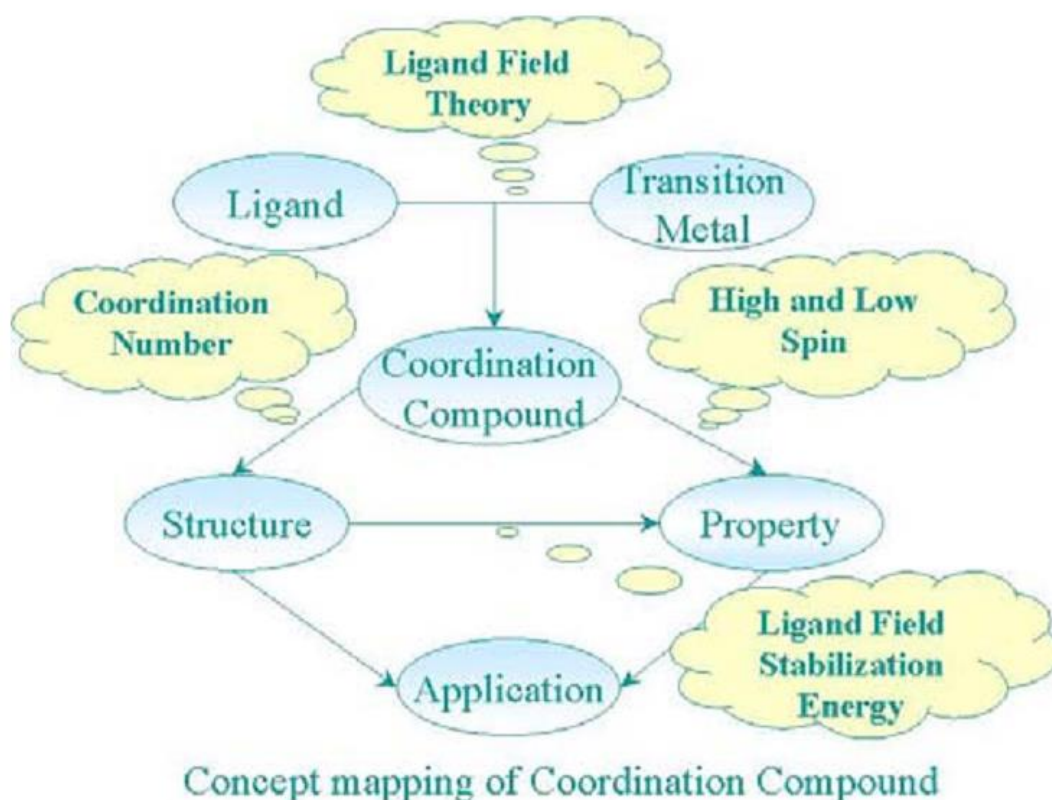 Ligand Field
Theory
Ligand
Transition
Metal
Coordination
Number
High and Low
Spin
Coordination
Compound
Structure
Property
Ligand Field
Stabilization
Energy
Application
Concept mapping of Coordination Compound